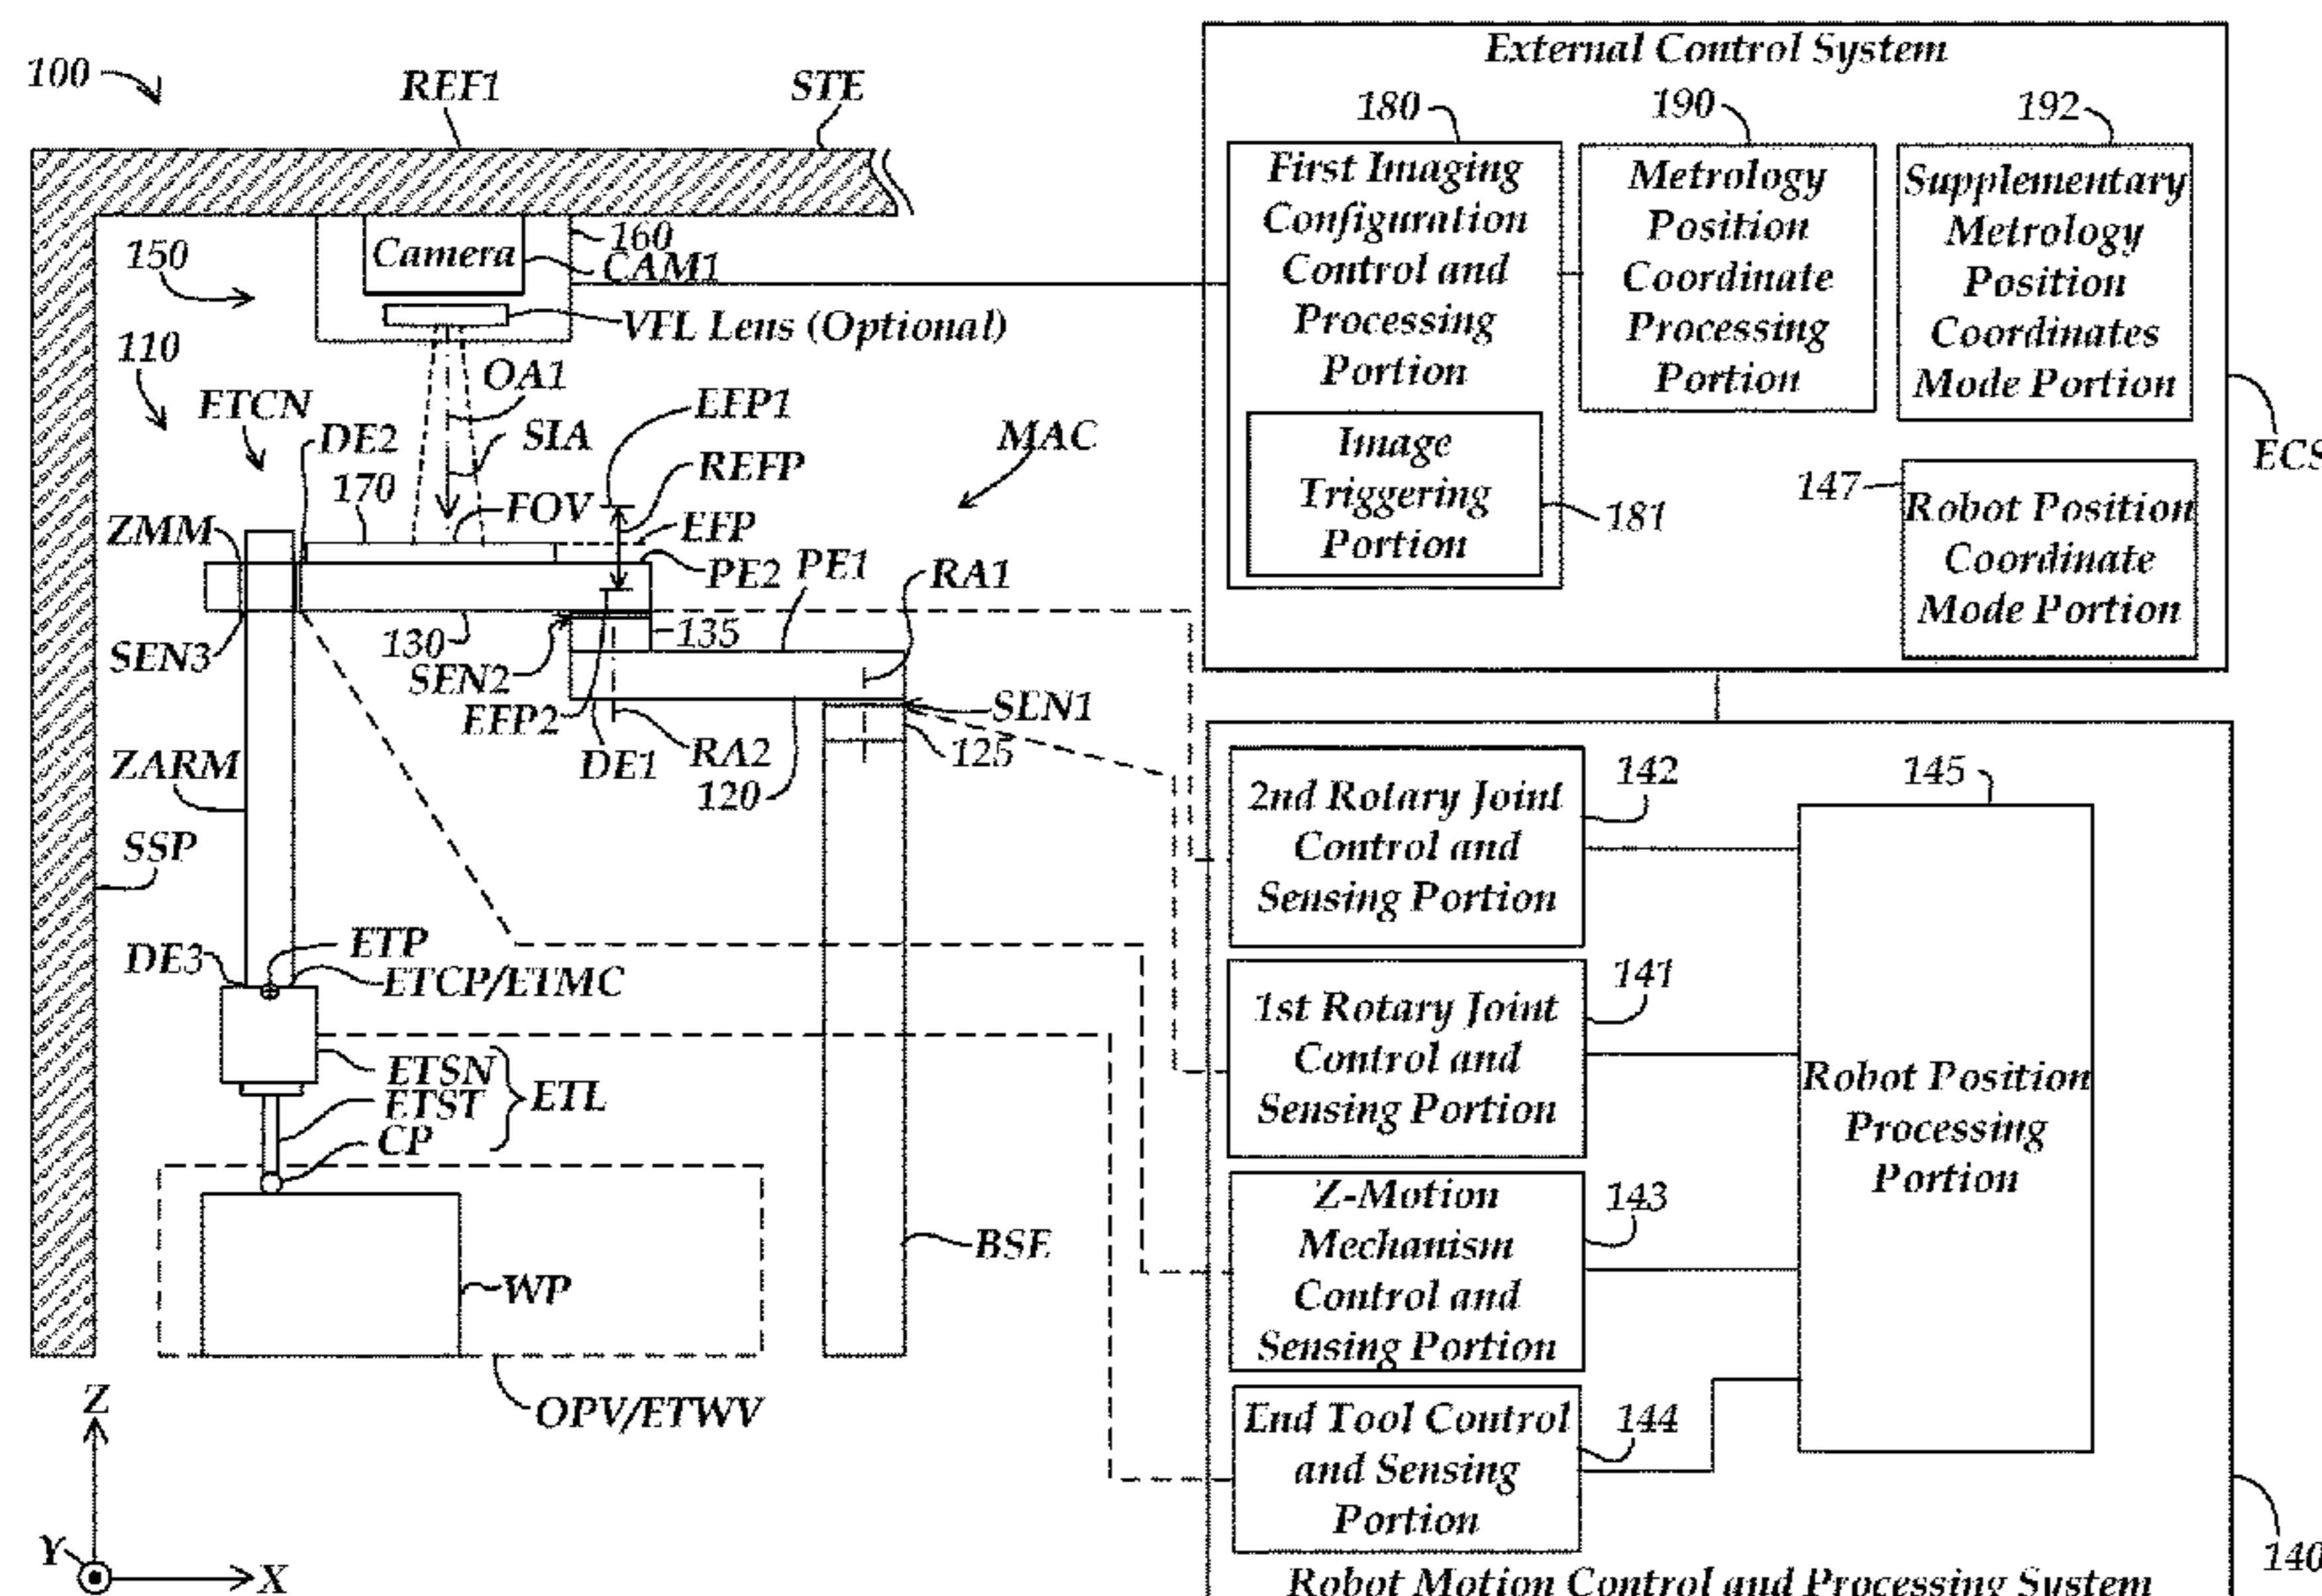 100
REF1
STE
External Control System
180
190
192
First Imaging
Configuration
Control and
Processing
Portion
Metrology
Position
Coordinate
Processing
Portion
Supplementary
Metrology
Position
Coordinates
Mode Portion
Image
Triggering
Portion
181
147
Robot Position
Coordinate
Mode Portion
ECS
150
Camera
160
CAM1
VFL Lens (Optional)
110
OA1
ETCN
EFP1
DE2
SIA
MAC
REFP
170
FOV
EFP
ZMM
PE2
PE1
RA1
130
135
SEN3
SEN2
EFP2
SEN1
DE1
RA2
125
120
ZARM
SSP
DE3
ETP
ETCP/ETMC
ETSN
ETST
ETL
CP
WP
BSE
OPV/ETWV
Z
Y
X
2nd Rotary Joint
Control and
Sensing Portion
142
145
1st Rotary Joint
Control and
Sensing Portion
141
Robot Position
Processing
Portion
Z-Motion
Mechanism
Control and
Sensing Portion
143
End Tool Control
and Sensing
Portion
144
140
Robot Motion Control and Processing System